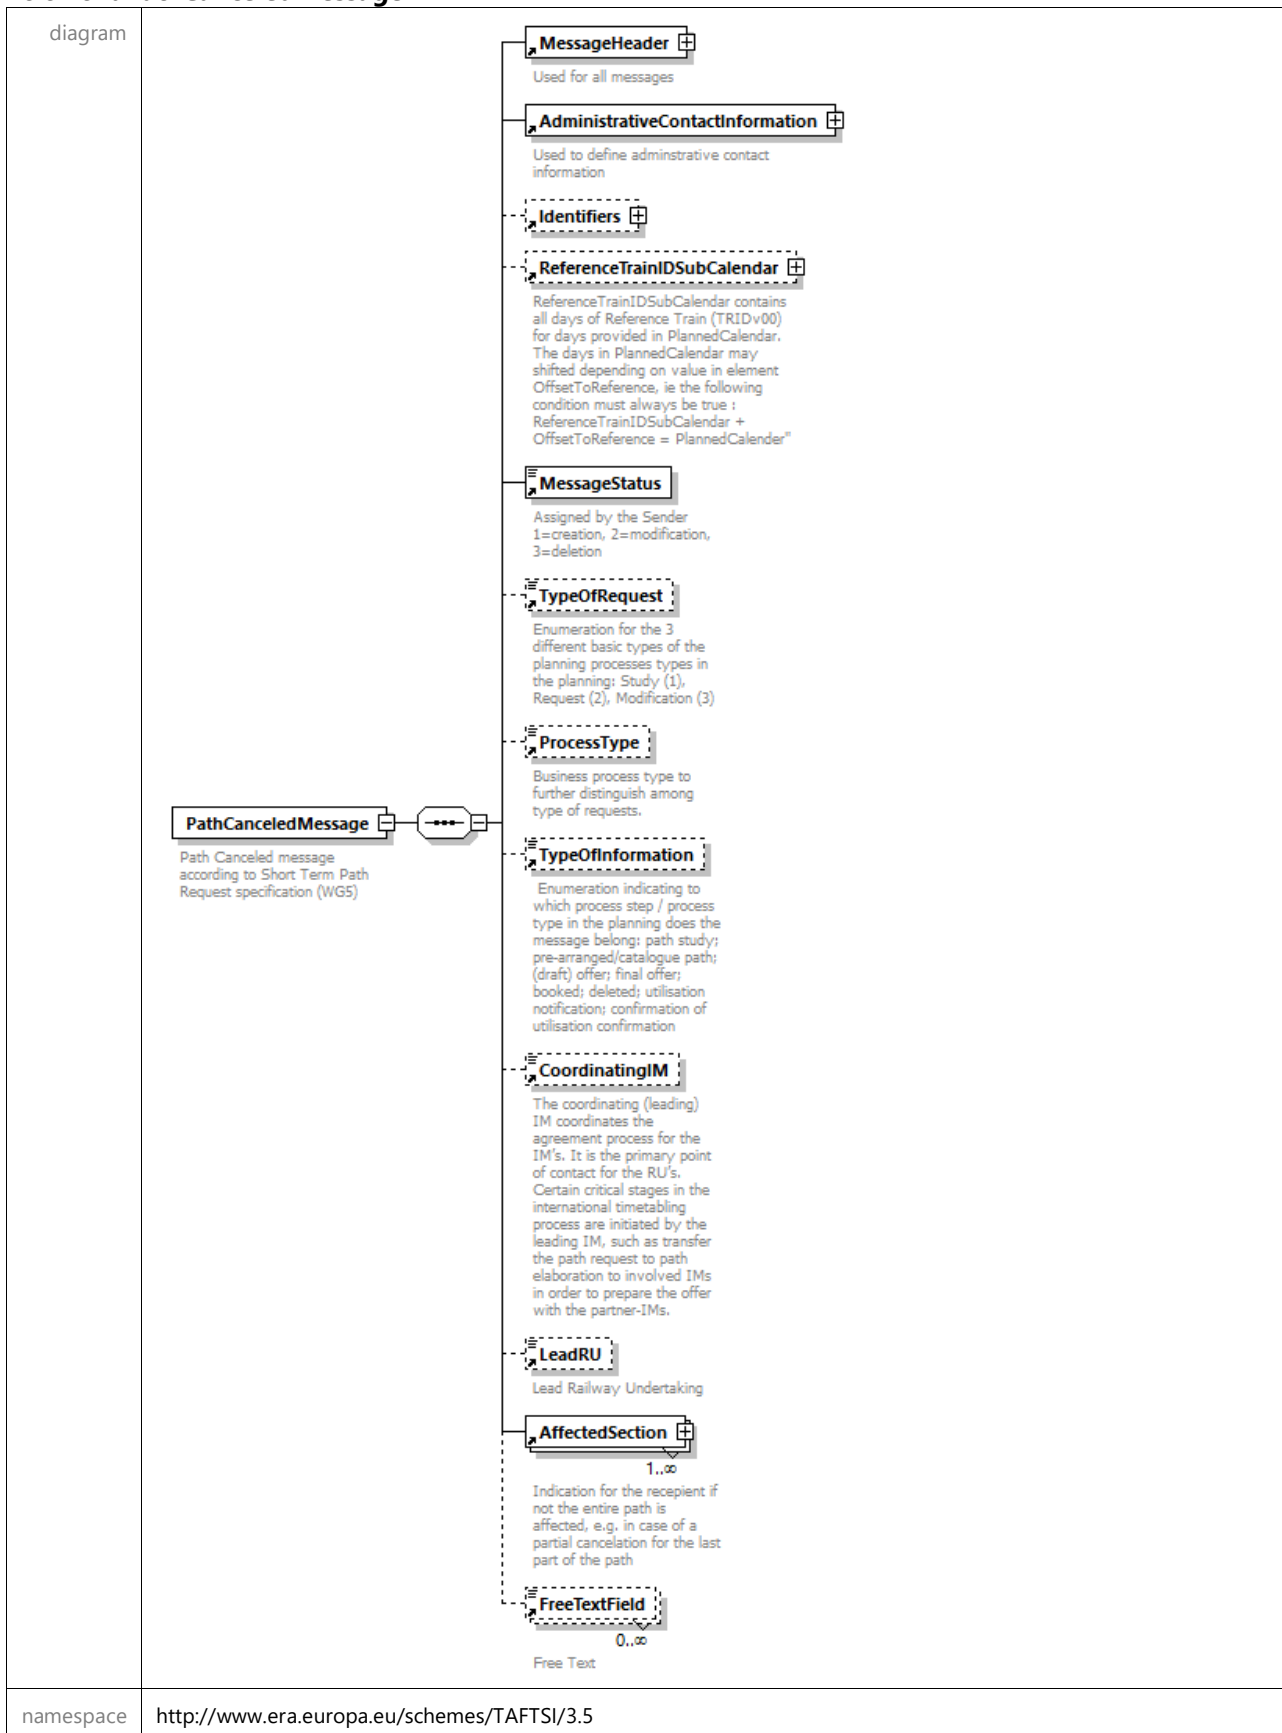 diagram
MessageHeader
Used for all messages
AdministrativeContactInformation
Used to define adminstrative contact
information
Identifiers
ReferenceTrainIDSubCalendar
ReferenceTrainIDSubCalendar contains
all days of Reference Train (TRIDv00)
for days provided in PlannedCalendar.
The days in PlannedCalendar may
shifted depending on value in element
OffsetToReference, ie the following
condition must always be true :
ReferenceTrainIDSubCalendar +
OffsetToReference = PlannedCalender"
MessageStatus
Assigned by the Sender
1=creation, 2=modification,
3=deletion
TypeOfRequest
Enumeration for the 3
different basic types of the
planning processes types in
the planning: Study (1),
Request (2), Modification (3)
ProcessType
Business process type to
further distinguish among
type of requests.
PathCanceledMessage
Path Canceled message
according to Short Term Path
Request specification (WG5)
TypeOfInformation
Enumeration indicating to
which process step / process
type in the planning does the
message belong: path study;
pre-arranged/catalogue path;
(draft) offer; final offer;
booked; deleted; utilisation
notification; confirmation of
utilisation confirmation
CoordinatingIM
The coordinating (leading)
IM coordinates the
agreement process for the
IM's. It is the primary point
of contact for the RU's.
Certain critical stages in the
international timetabling
process are initiated by the
leading IM, such as transfer
the path request to path
elaboration to involved IMs
in order to prepare the offer
with the partner-IMs.
LeadRU
Lead Railway Undertaking
AffectedSection
1..∞
Indication for the recepient if
not the entire path is
affected, e.g. in case of a
partial cancelation for the last
part of the path
FreeTextField
0..∞
Free Text
namespace
http://www.era.europa.eu/schemes/TAFTSI/3.5